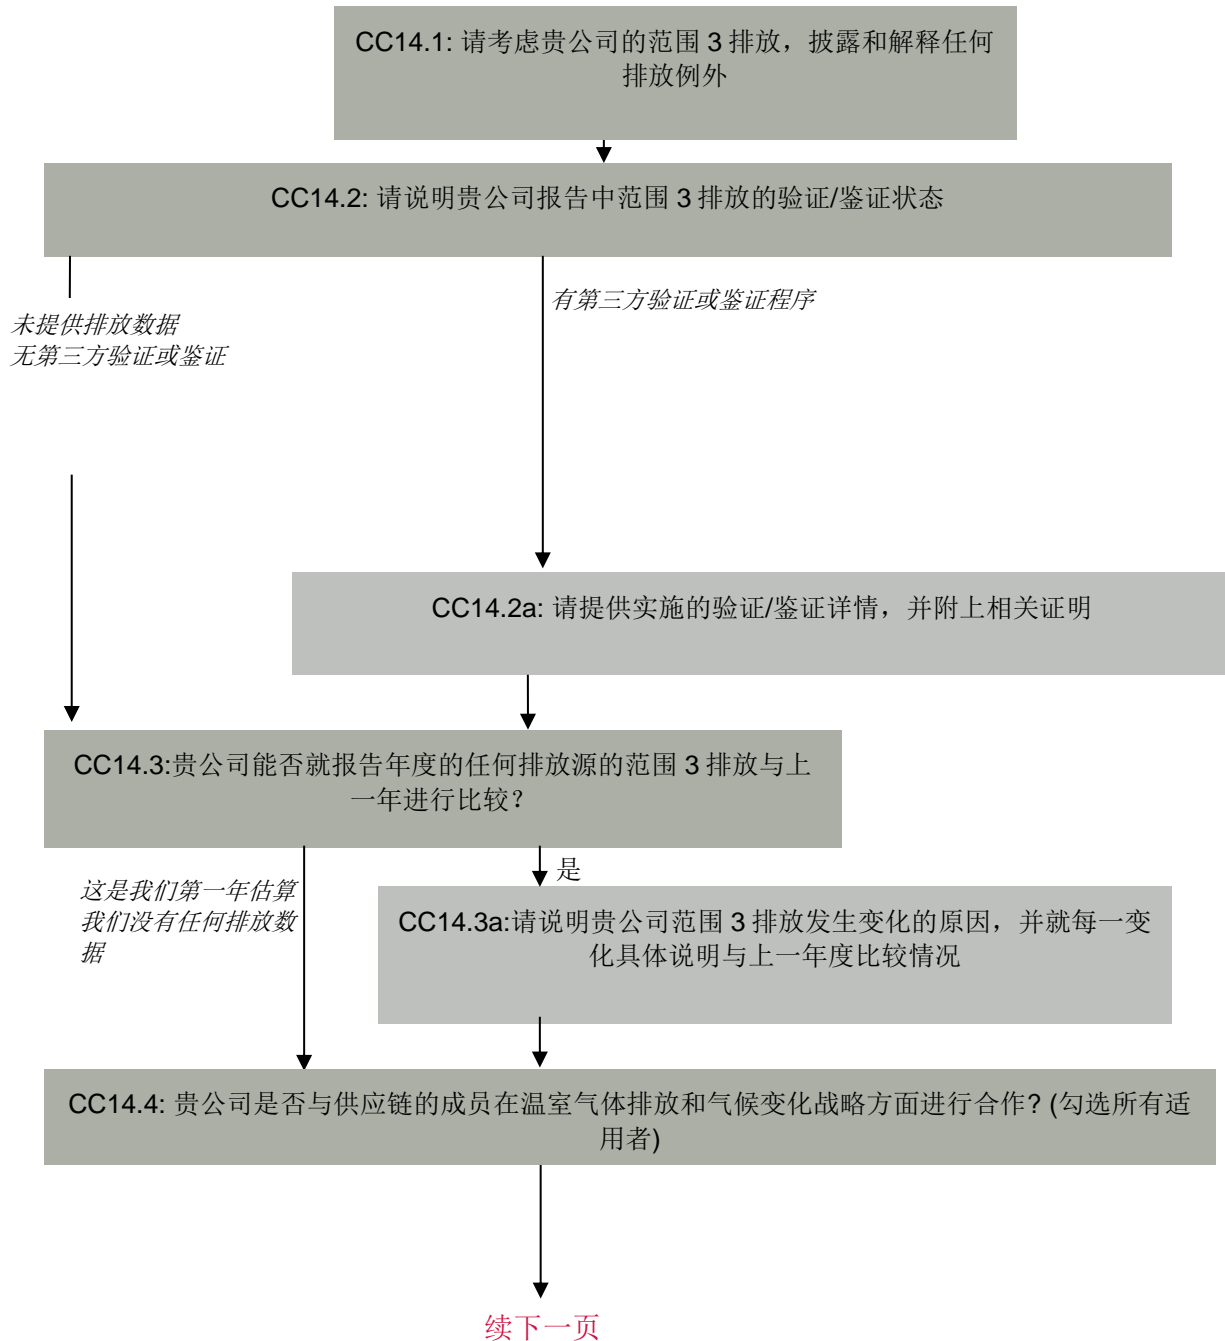 CC14.1: 请考虑贵公司的范围 3 排放，披露和解释任何
排放例外
CC14.2: 请说明贵公司报告中范围 3 排放的验证/鉴证状态
有第三方验证或鉴证程序
未提供排放数据
无第三方验证或鉴证
CC14.2a: 请提供实施的验证/鉴证详情，并附上相关证明
CC14.3:贵公司能否就报告年度的任何排放源的范围 3 排放与上
一年进行比较？
是
这是我们第一年估算
我们没有任何排放数
据
CC14.3a:请说明贵公司范围 3 排放发生变化的原因，并就每一变
化具体说明与上一年度比较情况
CC14.4: 贵公司是否与供应链的成员在温室气体排放和气候变化战略方面进行合作? (勾选所有适
用者)
续下一页